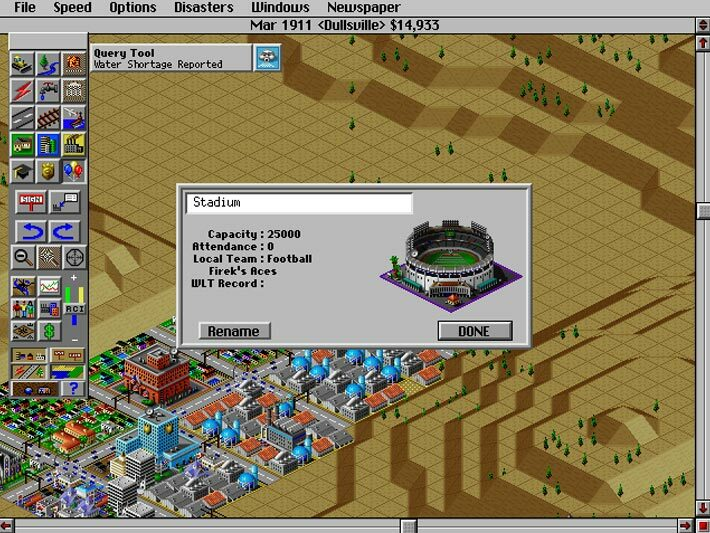 File Speed Options Disasters Windows Newspaper
Mar 1911 <Dullsville> $14,933
Query Tool
Water Shortage Reported
SIGN
RCI
?
Stadium
Capacity : 25000
Attendance : 0
Local Team : Football
Firek's Aces
WLT Record :
Rename
DONE